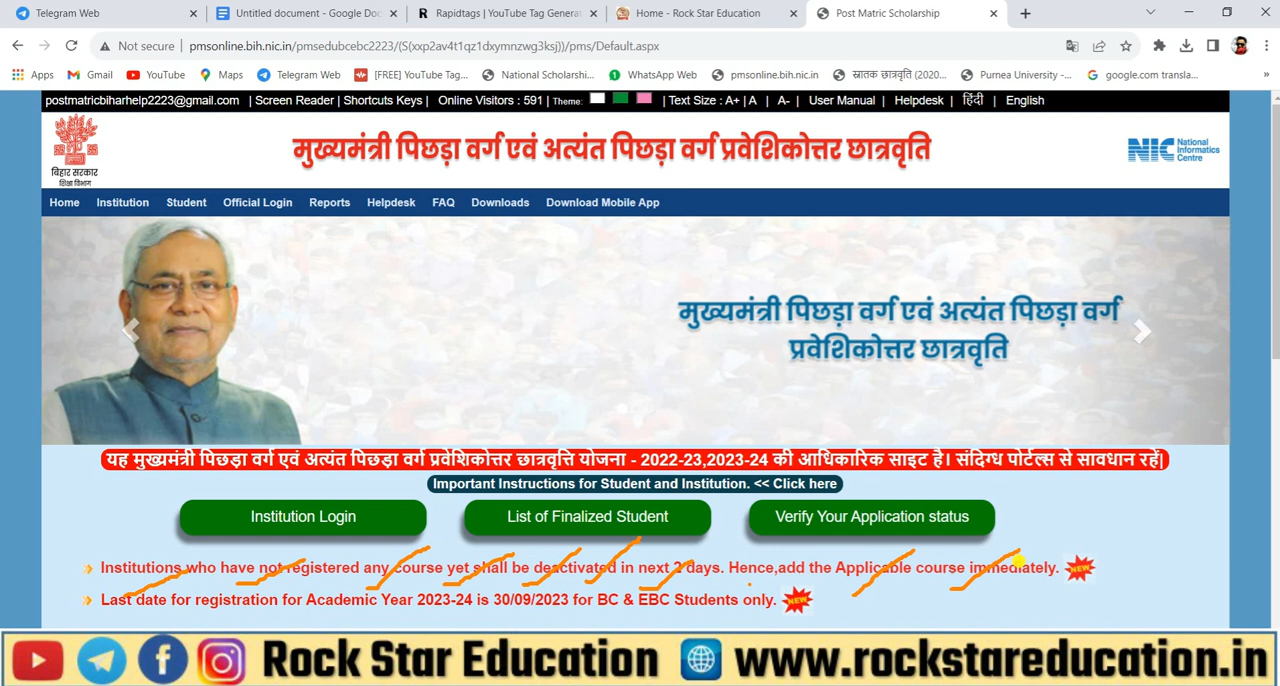 Telegram Web
Untitled document - Google Doc
Rapidtags | YouTube Tag Generat
Home - Rock Star Education
Post Matric Scholarship
Not secure | pmsonline.bih.nic.in/pmsedubcebc2223/(S(xxp2av4t1qz1dxymnzwg3ksj))/pms/Default.aspx
Apps Gmail YouTube Maps Telegram Web [FREE] YouTube Tag... National Scholarshi... WhatsApp Web pmsonline.bih.nic.in स्नातक छात्रवृति (2020... Purnea University -... google.com transla... »
postmatricbiharhelp2223@gmail.com | Screen Reader | Shortcuts Keys | Online Visitors : 591 | Theme: | Text Size : A+ | A | A- | User Manual | Helpdesk | हिंदी | English
बिहार सरकार
शिक्षा विभाग
मुख्यमंत्री पिछड़ा वर्ग एवं अत्यंत पिछड़ा वर्ग प्रवेशिकोत्तर छात्रवृति
NIC National Informatics Centre
Home Institution Student Official Login Reports Helpdesk FAQ Downloads Download Mobile App
मुख्यमंत्री पिछड़ा वर्ग एवं अत्यंत पिछड़ा वर्ग
प्रवेशिकोत्तर छात्रवृति
यह मुख्यमंत्री पिछड़ा वर्ग एवं अत्यंत पिछड़ा वर्ग प्रवेशिकोत्तर छात्रवृत्ति योजना - 2022-23,2023-24 की आधिकारिक साइट है। संदिग्ध पोर्टल्स से सावधान रहें|
Important Instructions for Student and Institution. << Click here
Institution Login
List of Finalized Student
Verify Your Application status
Institutions who have not registered any course yet shall be deactivated in next 2 days. Hence,add the Applicable course immediately. NEW
Last date for registration for Academic Year 2023-24 is 30/09/2023 for BC & EBC Students only. NEW
Rock Star Education www.rockstareducation.in